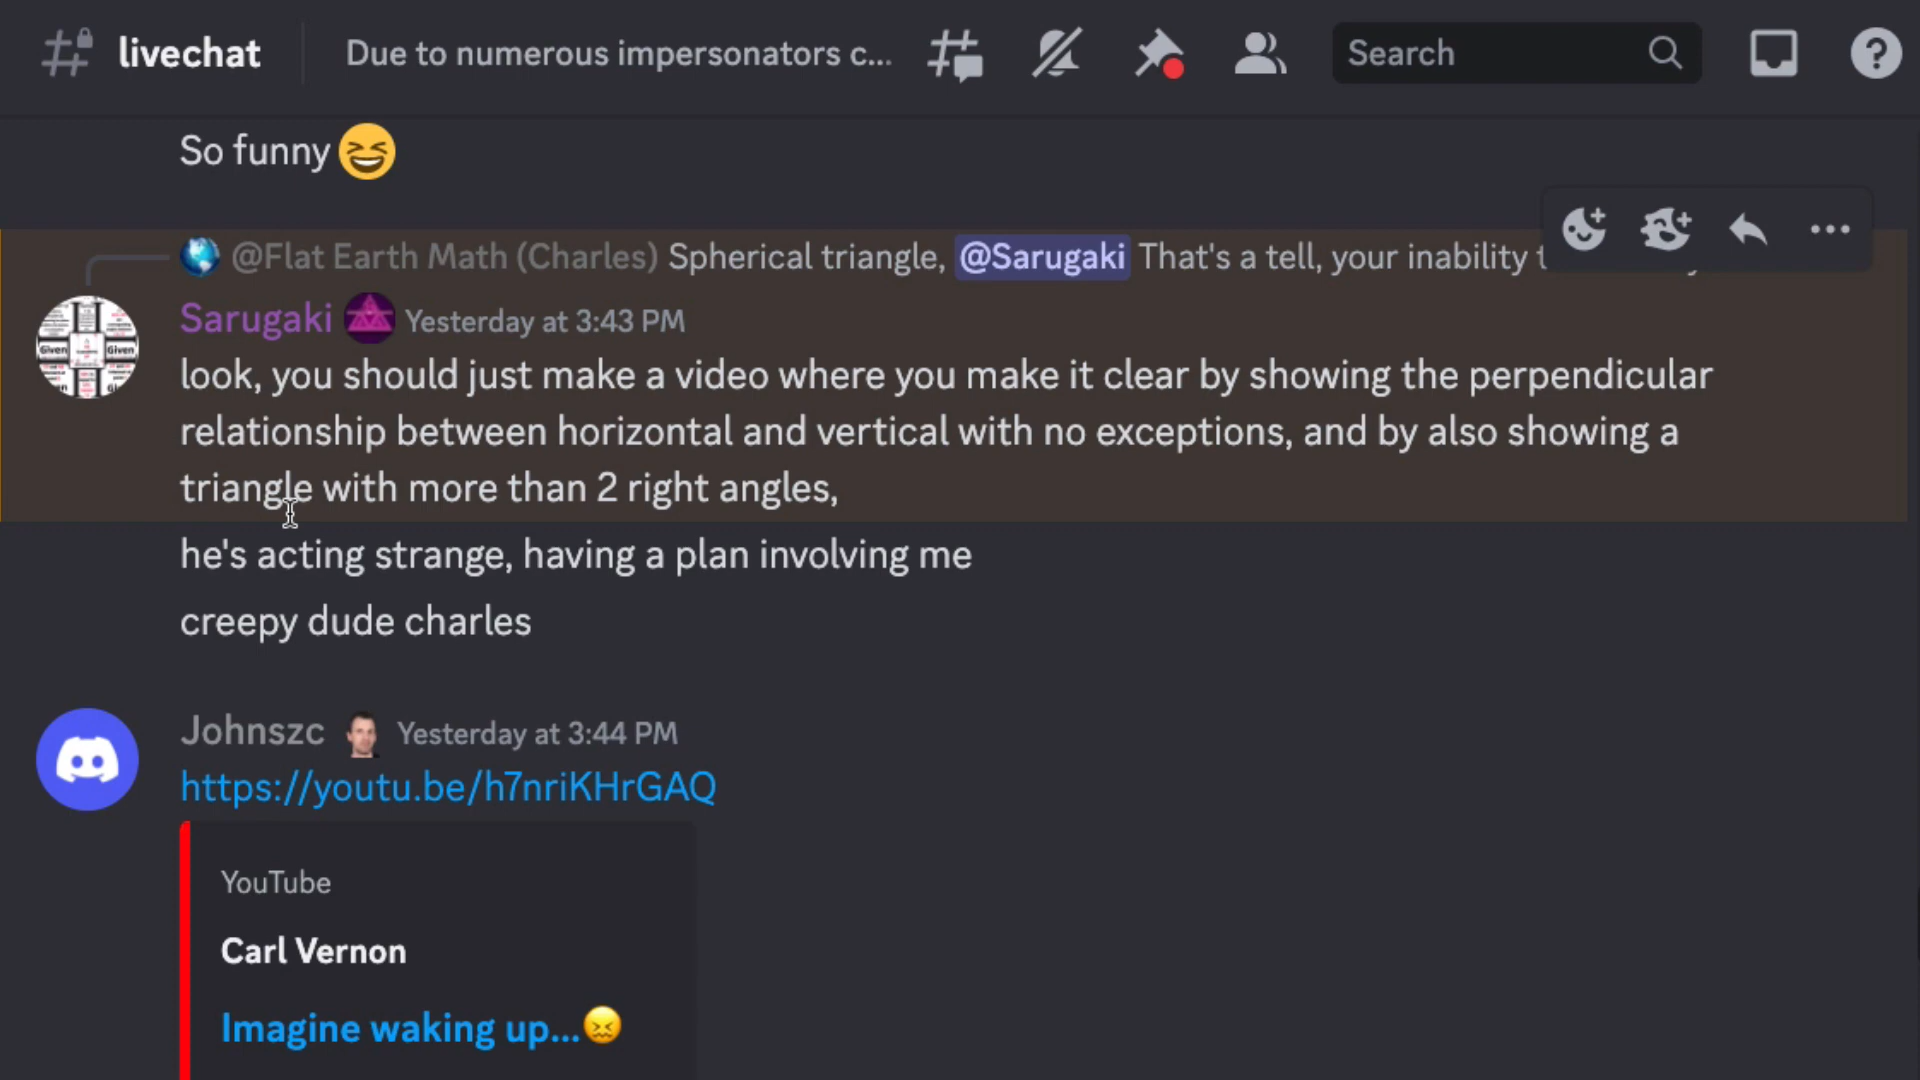 livechat
Due to numerous impersonators c...
Search
So funny
@Flat Earth Math (Charles) Spherical triangle, @Sarugaki That's a tell, your inability
Sarugaki Yesterday at 3:43 PM
Given Given
look, you should just make a video where you make it clear by showing the perpendicular
relationship between horizontal and vertical with no exceptions, and by also showing a
triangle with more than 2 right angles,
he's acting strange, having a plan involving me
creepy dude charles
Johnszc Yesterday at 3:44 PM
https://youtu.be/h7nriKHrGAQ
YouTube
Carl Vernon
Imagine waking up...